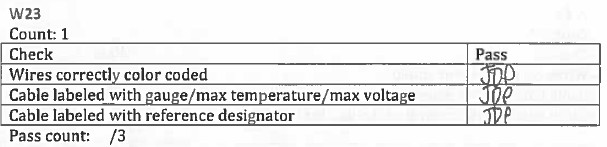 W23
Count: 1
Check Pass
Wires correctly color coded JDP
Cable labeled with gauge/max temperature/max voltage JDP
Cable labeled with reference designator JDP
Pass count: /3